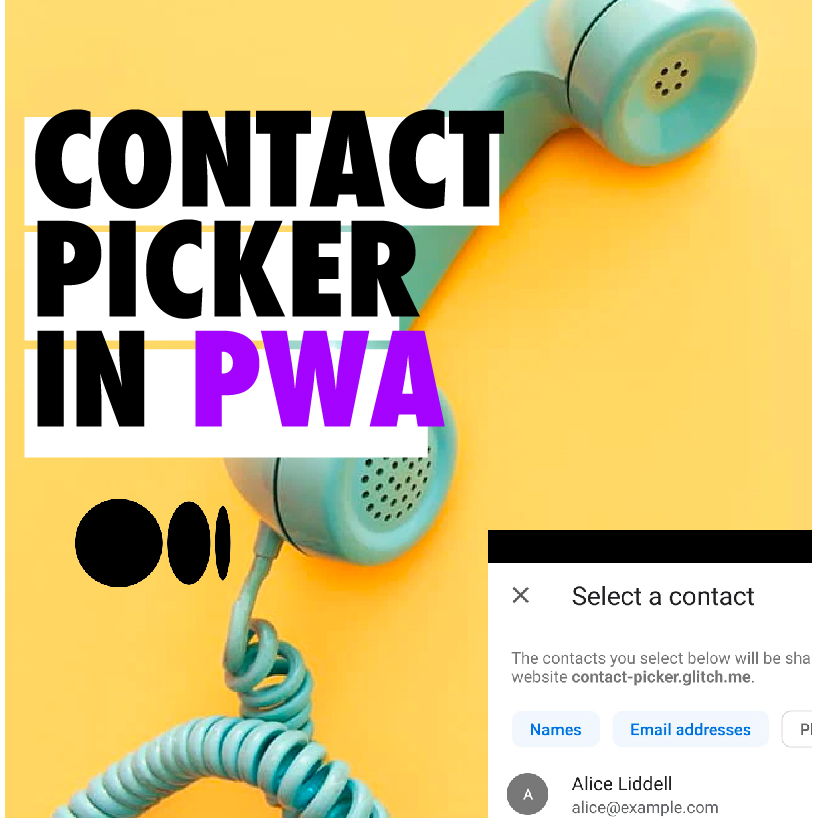 CONTACT
PICKER
IN PWA
Select a contact
The contacts you select below will be sha
website contact-picker.glitch.me.
Names Email addresses
A Alice Liddell
alice@example.com